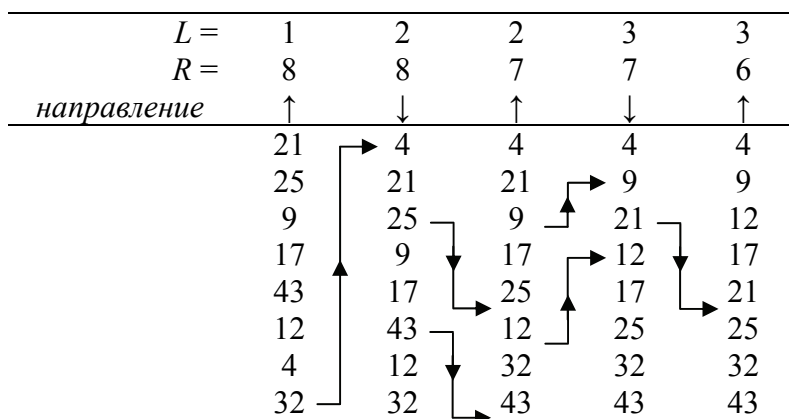 L = 1 2 2 3 3
R = 8 8 7 7 6
направление ↑ ↓ ↑ ↓ ↑
21 4 4 4 4
25 21 21 9 9
9 25 9 21 12
17 9 17 12 17
43 17 25 17 21
12 43 12 25 25
4 12 32 32 32
32 32 43 43 43